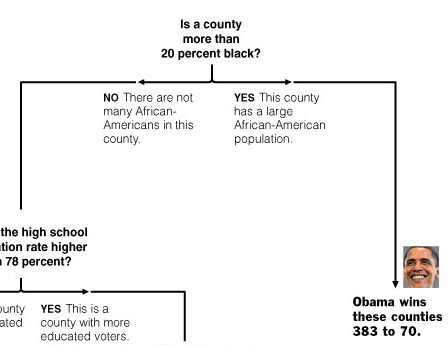 Is a county
more than
20 percent black?
NO There are not
many African-
Americans in this
county.
YES This county
has a large
African-American
population.
the high school
tion rate higher
78 percent?
Obama wins
these counties
383 to 70.
ounty
ated
YES This is a
county with more
educated voters.